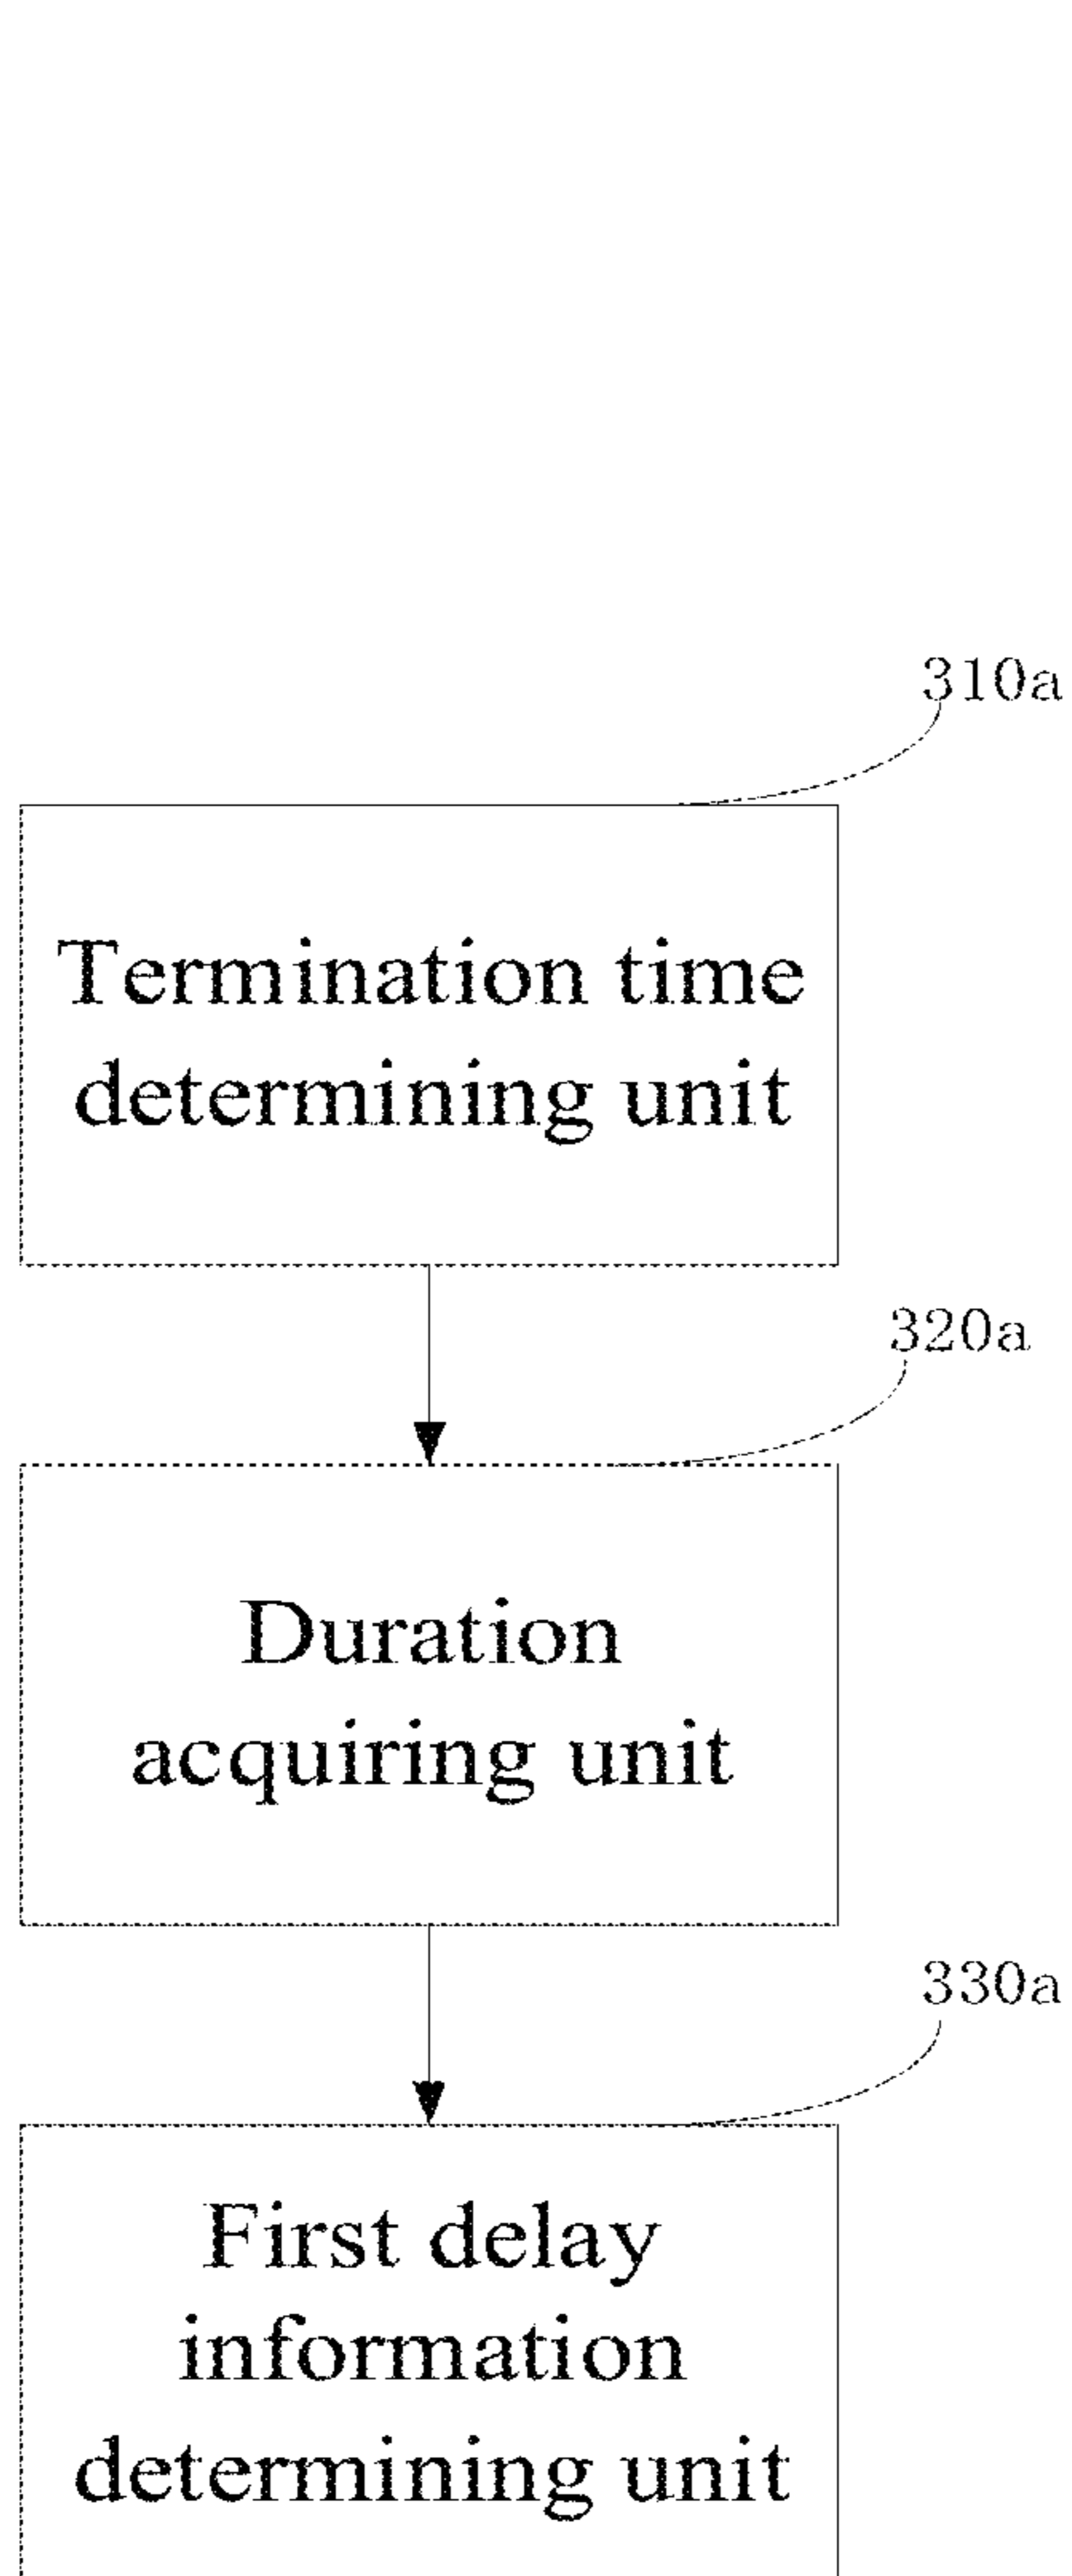 310a
Termination time
determining unit
320a
Duration
acquiring unit
330a
First delay
information
determining unit